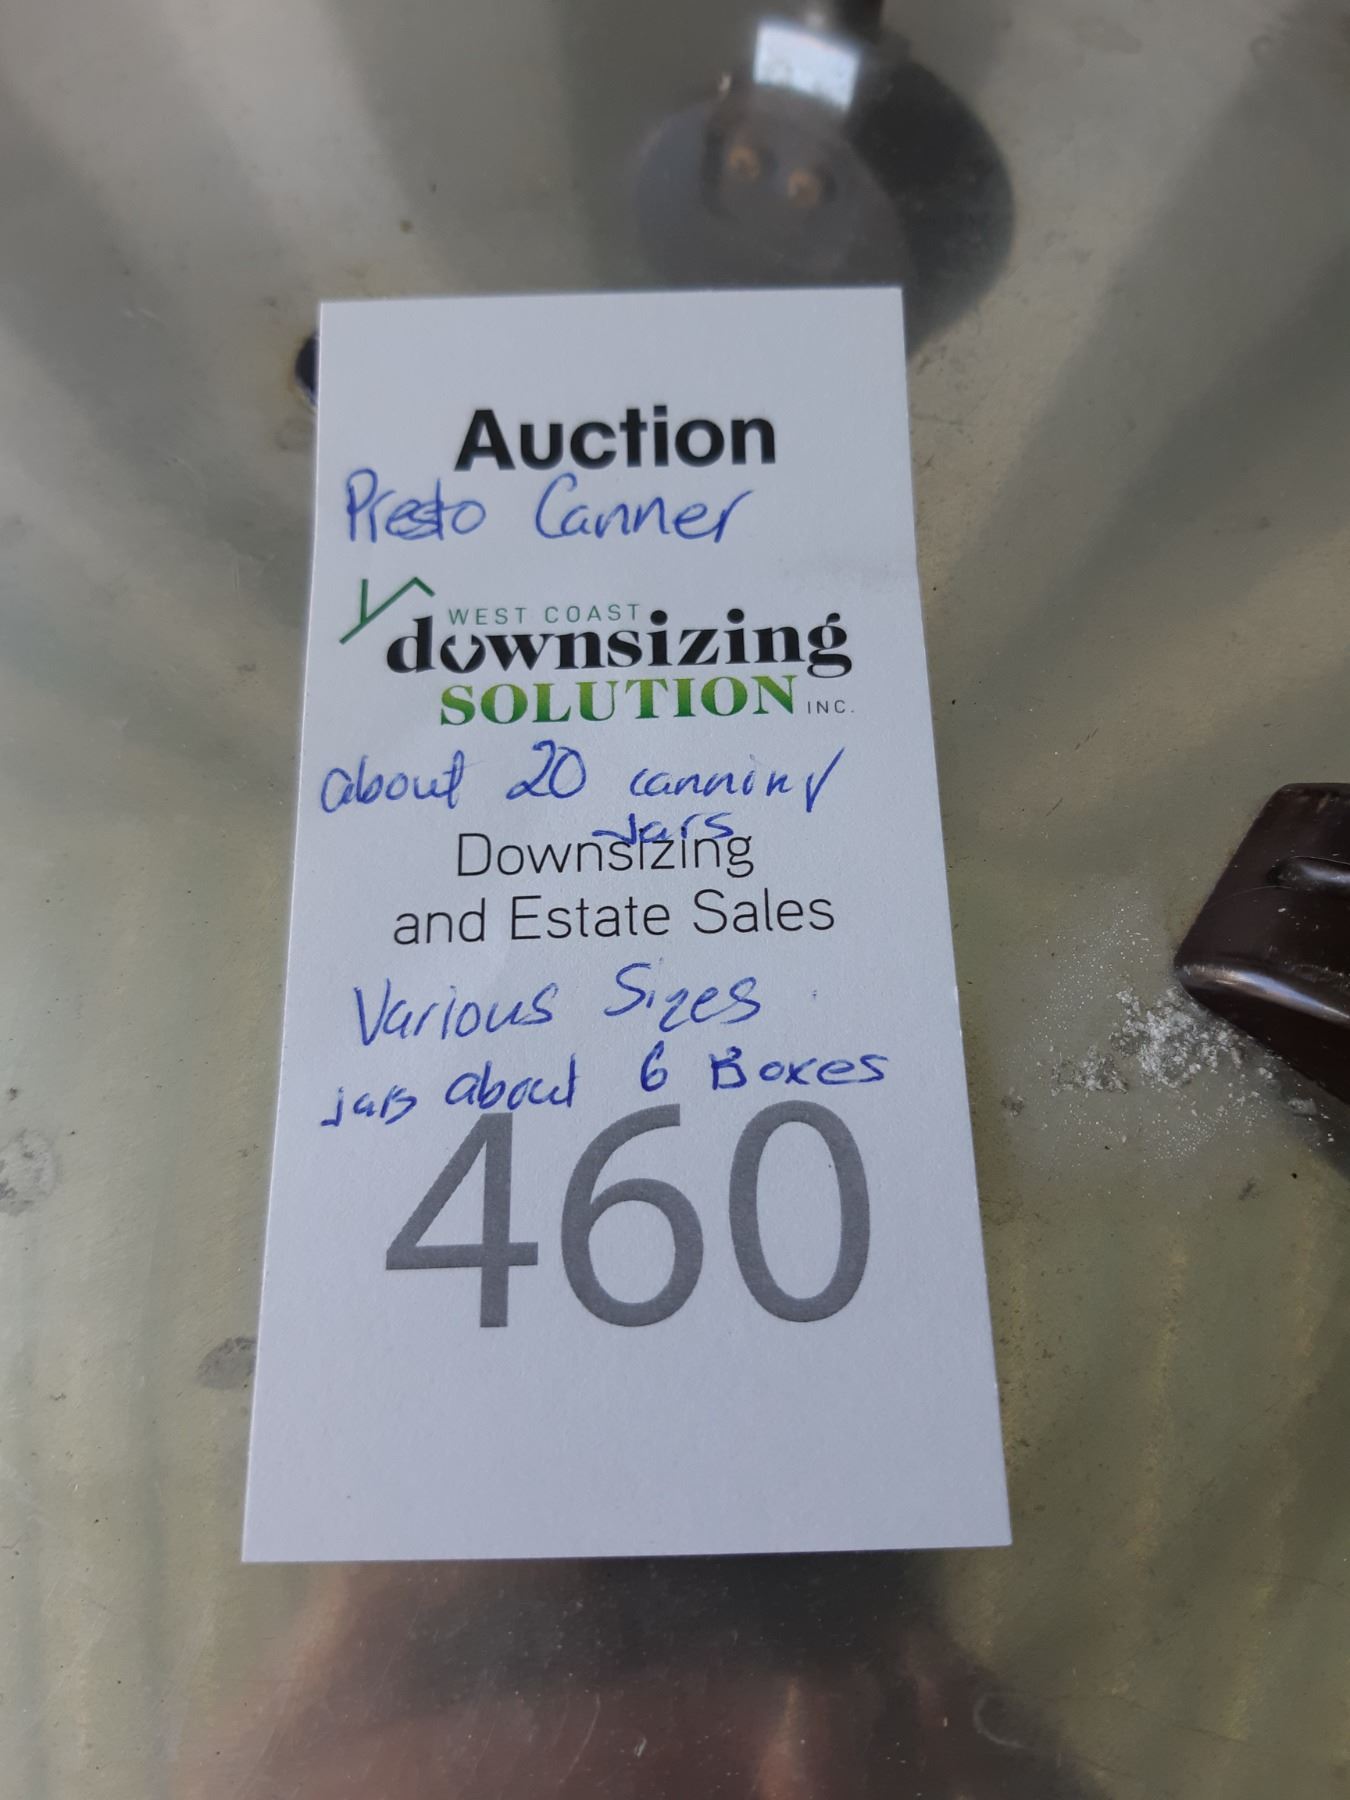 Auction
Presto Canner
WEST COAST
downsizing
SOLUTION INC.
about 20 canning
Jars
Downsizing
and Estate Sales
Various Sizes
jars about 6 Boxes
460